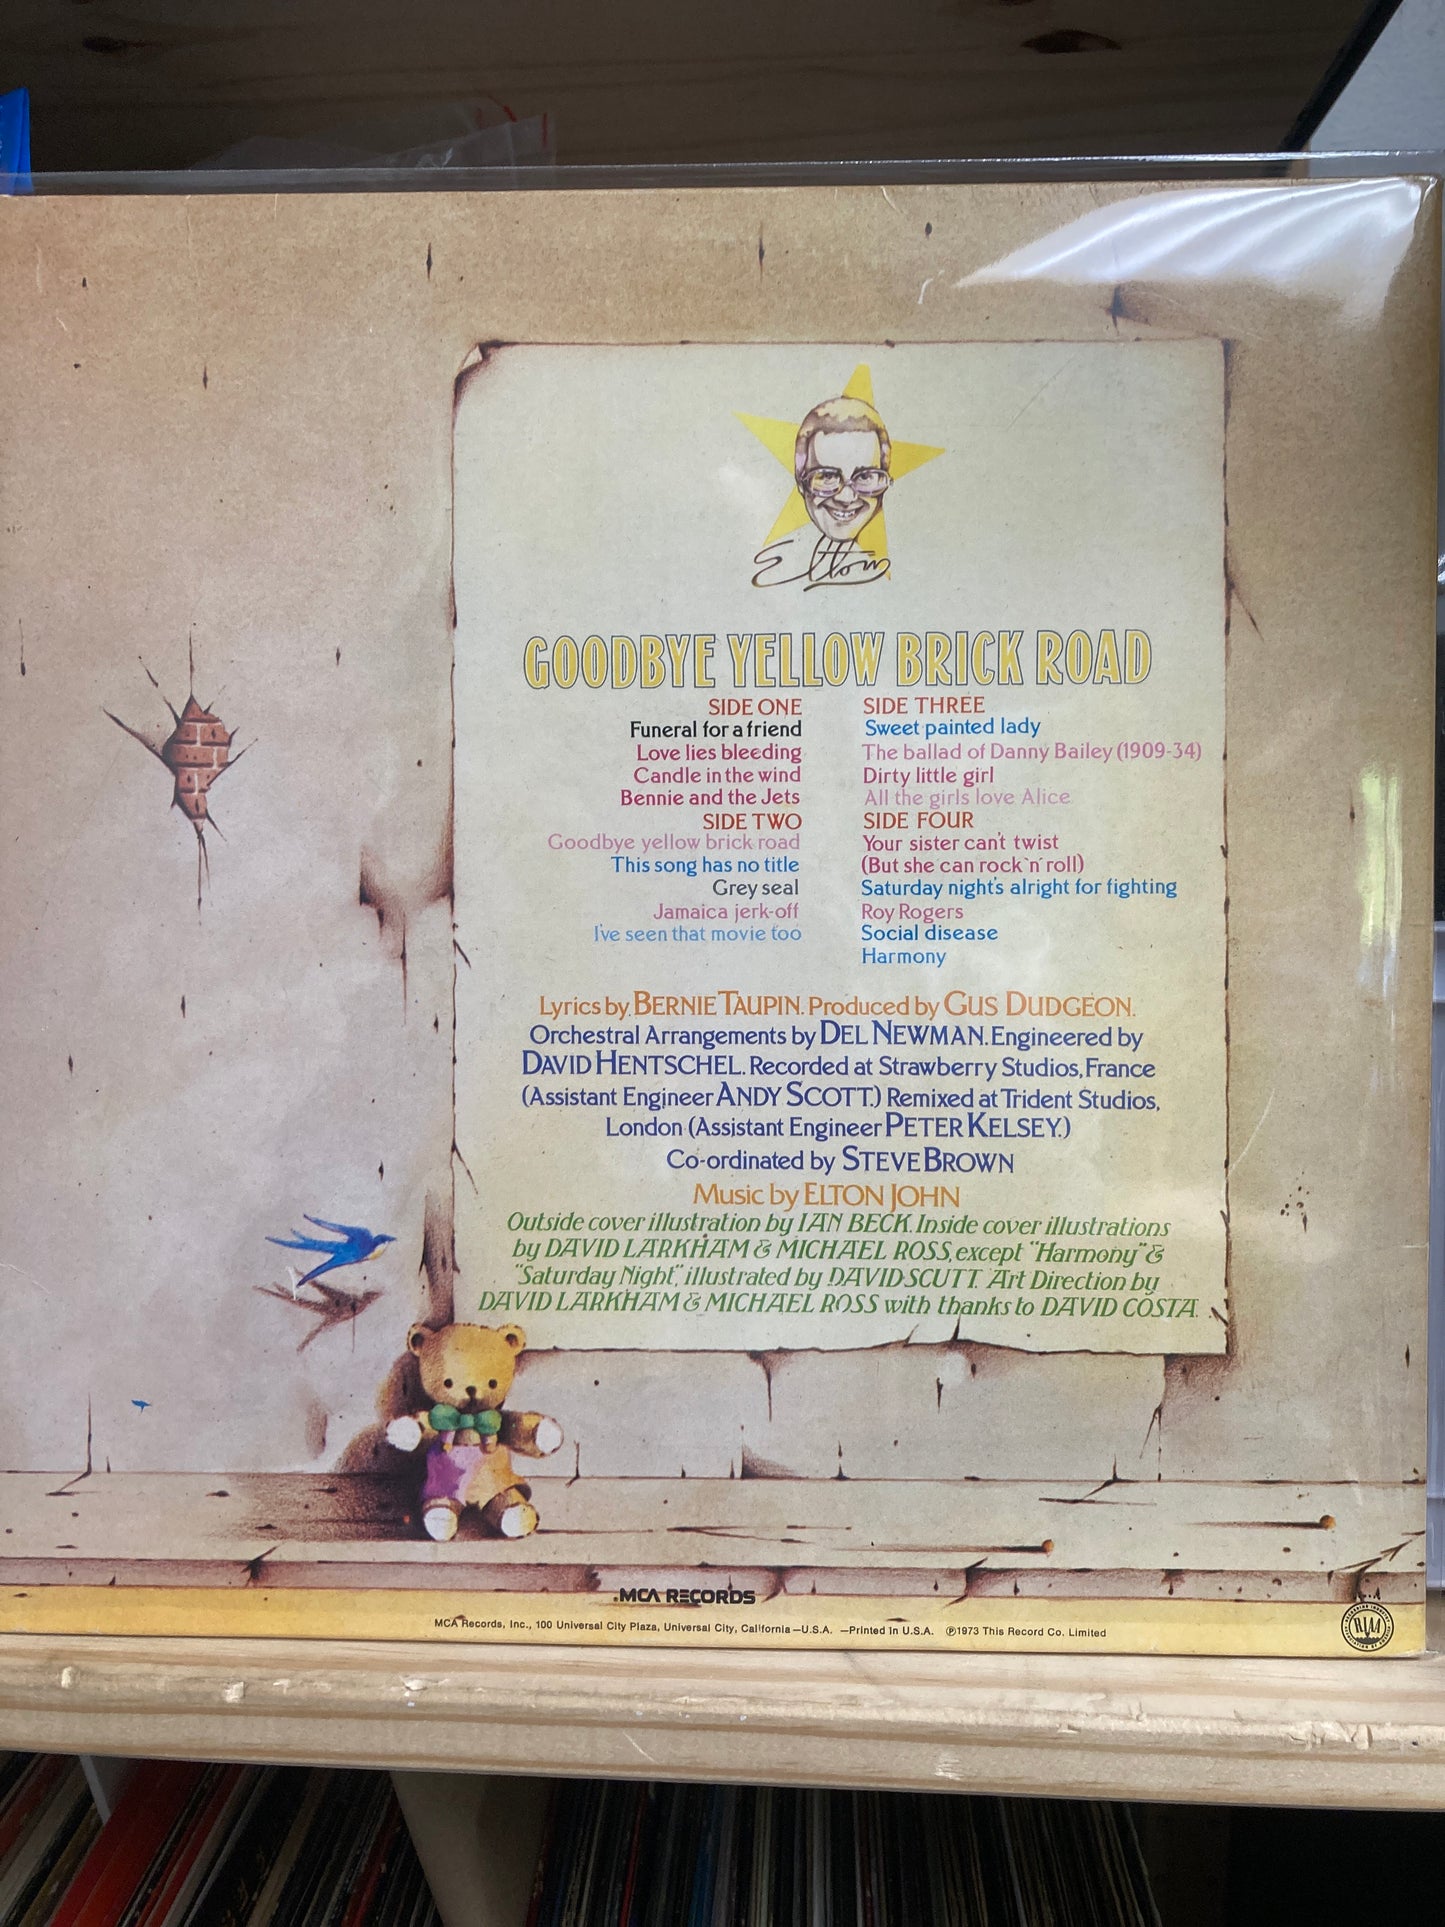 Elton
GOODBYE YELLOW BRICK ROAD
SIDE ONE
Funeral for a friend
Love lies bleeding
Candle in the wind
Bennie and the Jets
SIDE TWO
Goodbye yellow brick road
This song has no title
Grey seal
Jamaica jerk-off
I've seen that movie too
SIDE THREE
Sweet painted lady
The ballad of Danny Bailey (1909-34)
Dirty little girl
All the girls love Alice
SIDE FOUR
Your sister can't twist
(But she can rock 'n' roll)
Saturday night's alright for fighting
Roy Rogers
Social disease
Harmony
Lyrics by BERNIE TAUPIN. Produced by GUS DUDGEON.
Orchestral Arrangements by DEL NEWMAN. Engineered by
DAVID HENTSCHEL. Recorded at Strawberry Studios, France
(Assistant Engineer ANDY SCOTT.) Remixed at Trident Studios,
London (Assistant Engineer PETER KELSEY.)
Co-ordinated by STEVE BROWN
Music by ELTON JOHN
Outside cover illustration by IAN BECK. Inside cover illustrations
by DAVID LARKHAM & MICHAEL ROSS, except "Harmony" &
"Saturday Night", illustrated by DAVID SCUTT. Art Direction by
DAVID LARKHAM & MICHAEL ROSS with thanks to DAVID COSTA.
MCA RECORDS
MCA Records, Inc., 100 Universal City Plaza, Universal City, California—U.S.A. —Printed in U.S.A. ℗1973 This Record Co. Limited